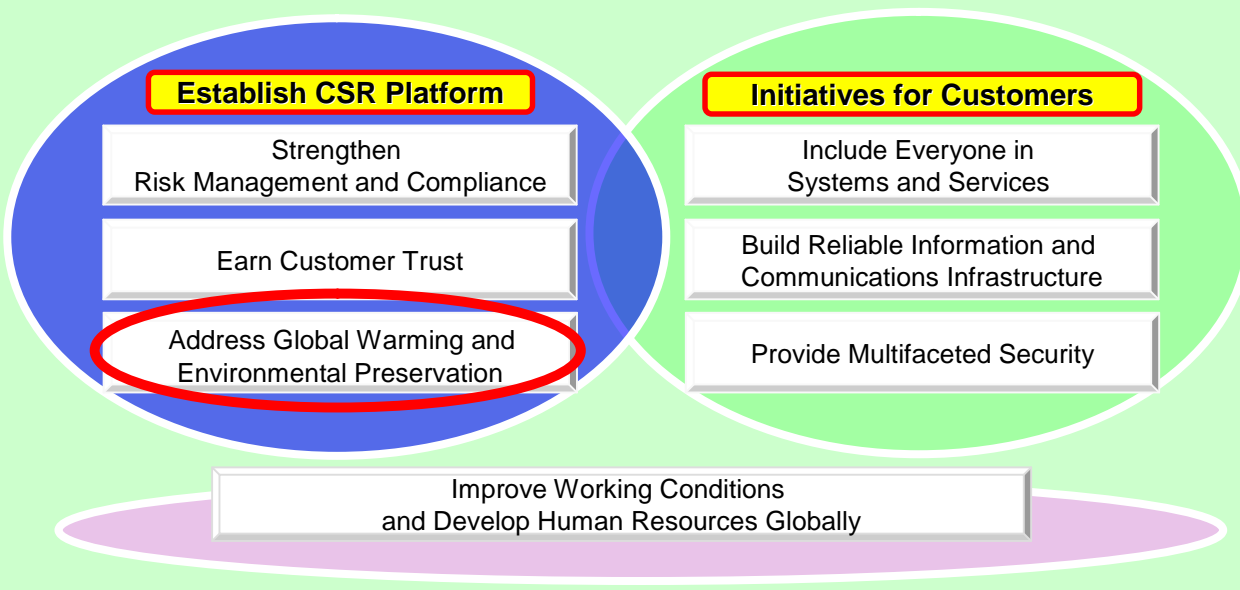 Establish CSR Platform
Strengthen
Risk Management and Compliance
Earn Customer Trust
Address Global Warming and
Environmental Preservation
Initiatives for Customers
Include Everyone in
Systems and Services
Build Reliable Information and
Communications Infrastructure
Provide Multifaceted Security
Improve Working Conditions
and Develop Human Resources Globally